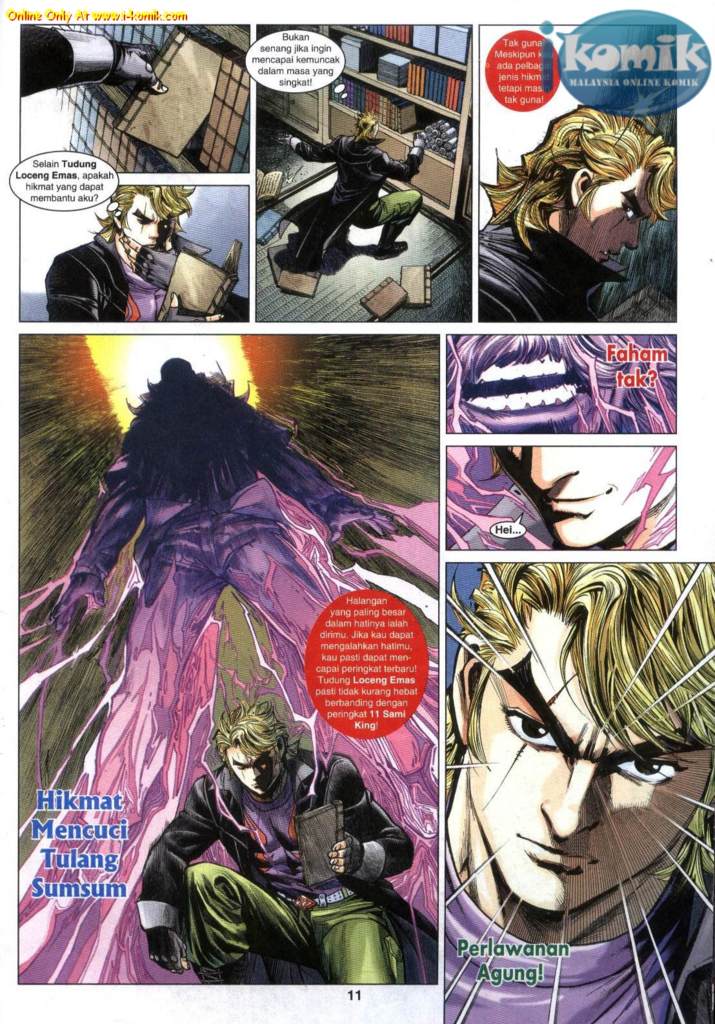 Online Only At www.i-komik.com
Selain Tudung
Loceng Emas, apakah
hikmat yang dapat
membantu aku?
Bukan
senang jika ingin
mencapai kemuncak
dalam masa yang
singkat!
Tak guna!
Meskipun
ada pelbagai
jenis hikmat
tetapi
tak guna!
ikomik
MALAYSIA ONLINE KOMIK
Halangan
yang paling besar
dalam hatinya ialah
dirimu. Jika kau dapat
mengalahkan hatimu,
kau pasti dapat men-
capai peringkat terbaru!
Tudung Loceng Emas
pasti tidak kurang hebat
berbanding dengan
peringkat 11 Sami
King!
Hikmat
Mencuci
Tulang
Sumsum
Faham
tak?
Hei...
Perlawanan
Agung!
11